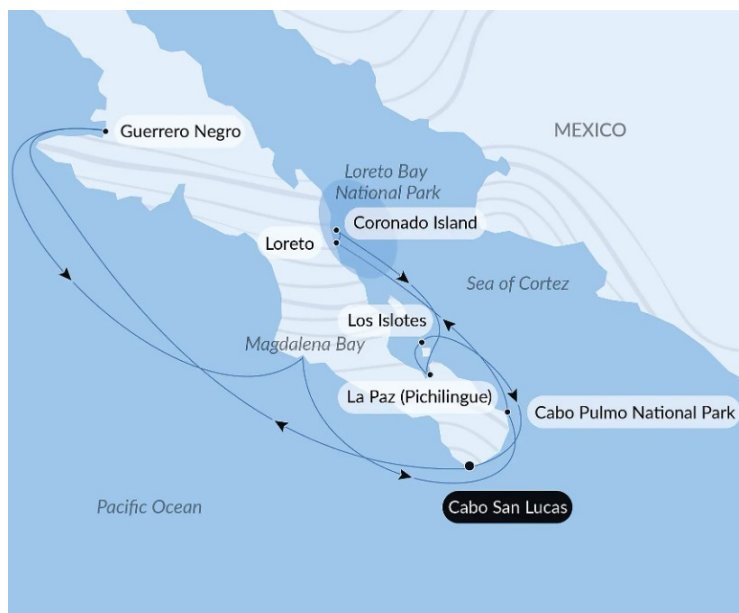 Guerrero Negro
MEXICO
Loreto Bay
National Park
Coronado Island
Loreto
Sea of Cortez
Los Islotes
Magdalena Bay
La Paz (Pichilingue)
Cabo Pulmo National Park
Pacific Ocean
Cabo San Lucas